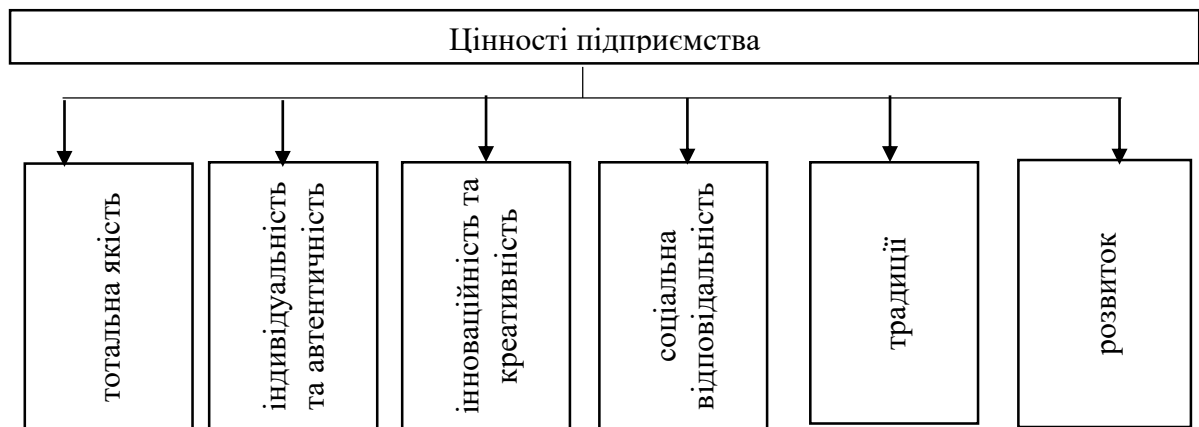 Цінності підприємства
тотальна якість
індивідуальність
та автентичність
інноваційність та
креативність
соціальна
відповідальність
традиції
розвиток